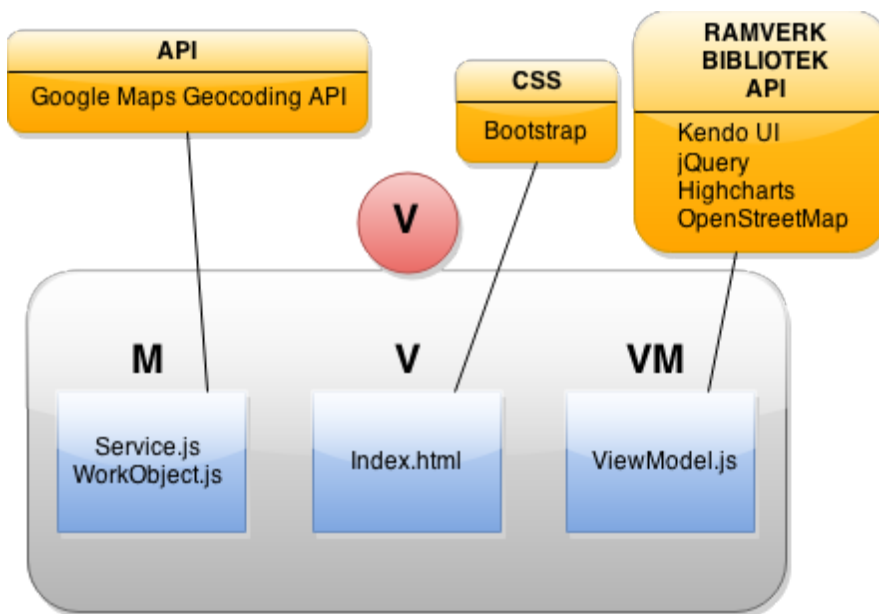 API
Google Maps Geocoding API
CSS
Bootstrap
RAMVERK
BIBLIOTEK
API
Kendo UI
jQuery
Highcharts
OpenStreetMap
V
M
V
VM
Service.js
WorkObject.js
Index.html
ViewModel.js